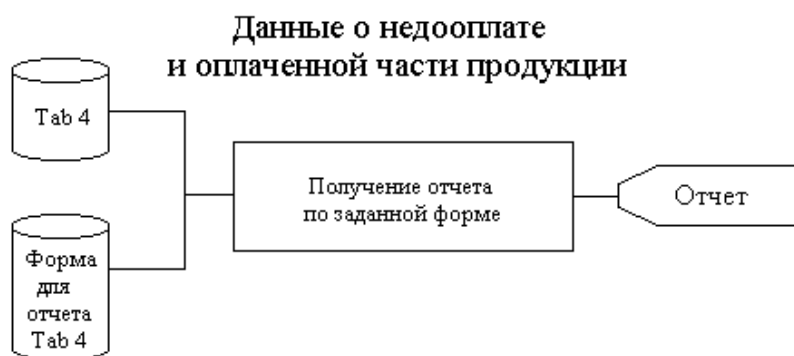 Данные о недооплате
и оплаченной части продукции
Tab 4
Получение отчета
по заданной форме
Отчет
Форма
для
отчета
Tab 4